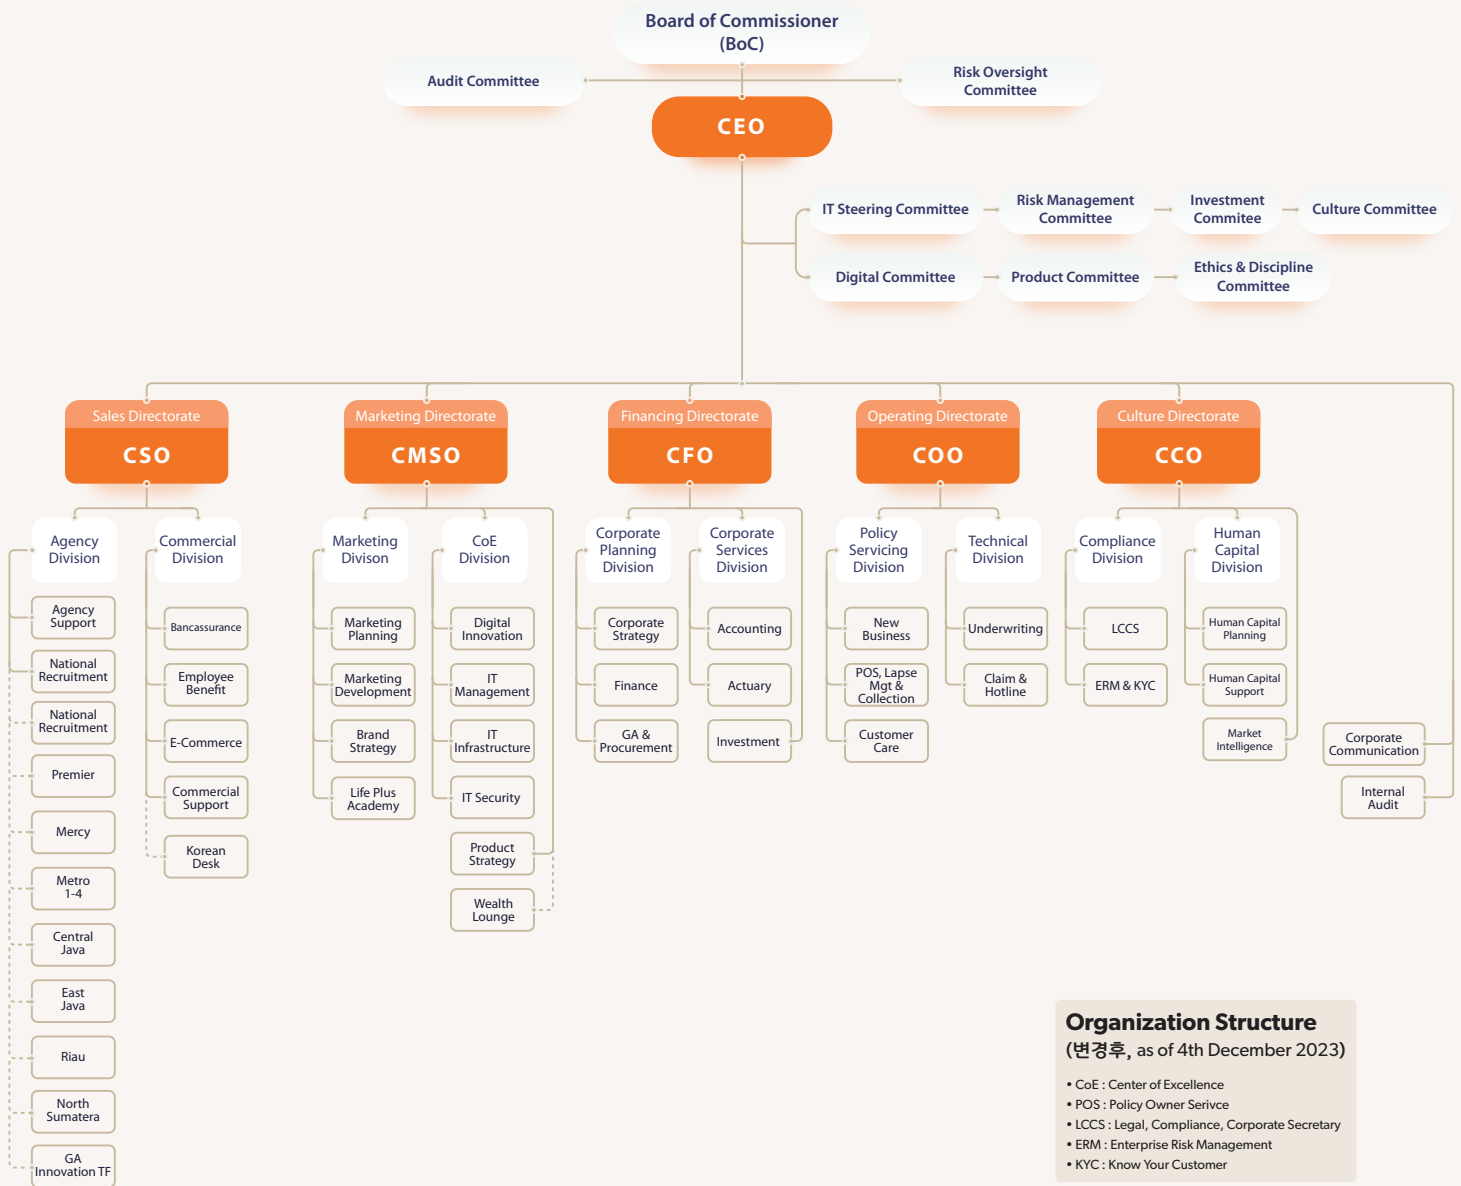 Board of Commissioner
(BoC)
Audit Committee
Risk Oversight
Committee
CEO
IT Steering Committee
Risk Management
Committee
Investment
Commitee
Culture Committee
Digital Committee
Product Committee
Ethics & Discipline
Committee
Sales Directorate
CSO
Marketing Directorate
CMSO
Financing Directorate
CFO
Operating Directorate
COO
Culture Directorate
CCO
Agency
Division
Commercial
Division
Marketing
Divison
CoE
Division
Corporate
Planning
Division
Corporate
Services
Division
Policy
Servicing
Division
Technical
Division
Compliance
Division
Human
Capital
Division
Agency
Support
National
Recruitment
National
Recruitment
Premier
Mercy
Metro
1-4
Central
Java
East
Java
Riau
North
Sumatera
GA
Innovation TF
Bancassurance
Employee
Benefit
E-Commerce
Commercial
Support
Korean
Desk
Marketing
Planning
Marketing
Development
Brand
Strategy
Life Plus
Academy
Digital
Innovation
IT
Management
IT
Infrastructure
IT Security
Product
Strategy
Wealth
Lounge
Corporate
Strategy
Finance
GA &
Procurement
Accounting
Actuary
Investment
New
Business
POS, Lapse
Mgt &
Collection
Customer
Care
Underwriting
Claim &
Hotline
LCCS
ERM & KYC
Human Capital
Planning
Human Capital
Support
Market
Intelligence
Corporate
Communication
Internal
Audit
Organization Structure
(변경후, as of 4th December 2023)
• CoE : Center of Excellence
• POS : Policy Owner Serivce
• LCCS : Legal, Compliance, Corporate Secretary
• ERM : Enterprise Risk Management
• KYC : Know Your Customer